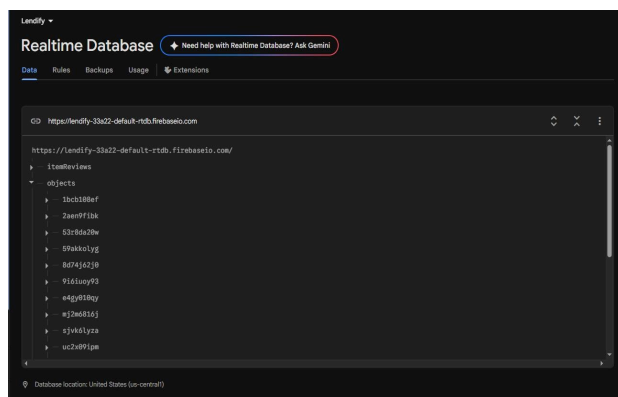 Lendify
Realtime Database
Need help with Realtime Database? Ask Gemini
Data Rules Backups Usage Extensions
https://lendify-33a22-default-rtdb.firebaseio.com
https://lendify-33a22-default-rtdb.firebaseio.com/
itemReviews
objects
1bcb108ef
2aen9fibk
53r8da20w
59akkolyg
8d74j62j0
9i6iuoy93
e4gy010qy
mj2m6816j
sjvk6lyza
uc2x09ipm
Database location: United States (us-central1)